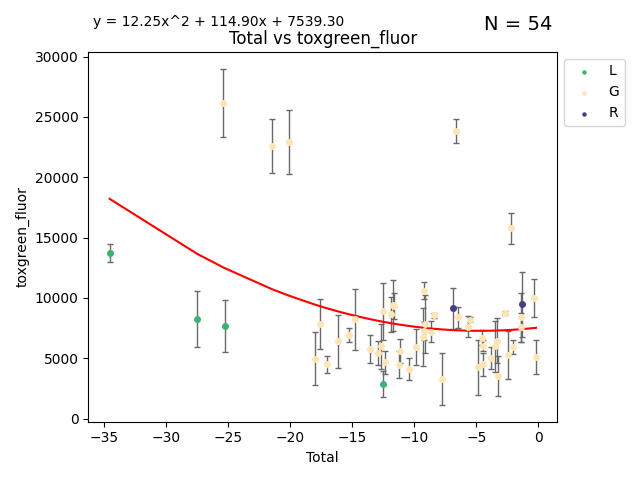 y = 12.25x^2 + 114.90x + 7539.30
N = 54
Total vs toxgreen_fluor
30000
25000
20000
15000
10000
5000
0
toxgreen_fluor
−35 −30 −25 −20 −15 −10 −5 0
Total
L
G
R